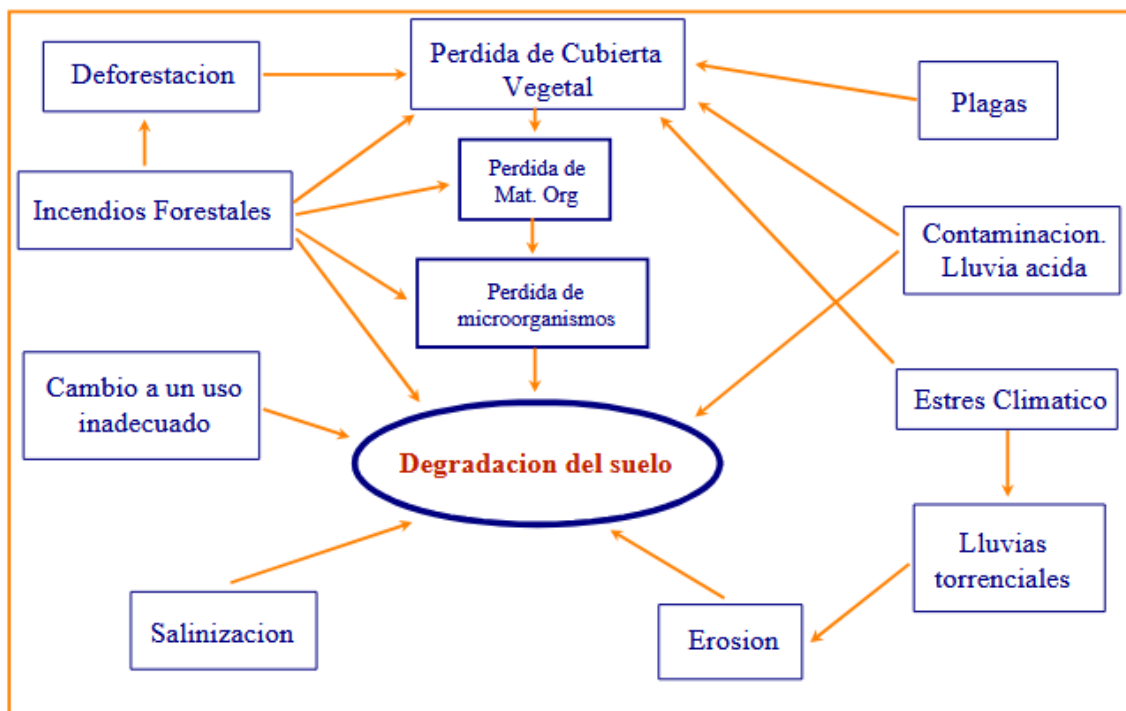 Deforestacion
Perdida de Cubierta
Vegetal
Plagas
Incendios Forestales
Perdida de
Mat. Org
Contaminacion.
Lluvia acida
Perdida de
microorganismos
Cambio a un uso
inadecuado
Estres Climatico
Degradacion del suelo
Lluvias
torrenciales
Salinizacion
Erosion